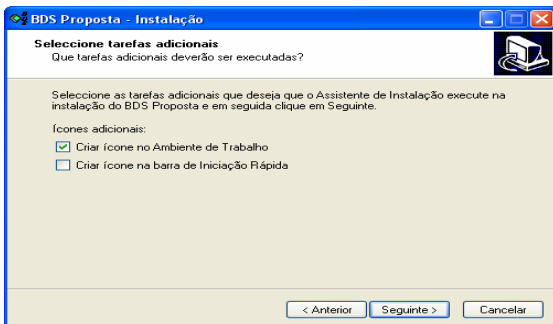 BDS Proposta - Instalação
Seleccione tarefas adicionais
Que tarefas adicionais deverão ser executadas?
Seleccione as tarefas adicionais que deseja que o Assistente de Instalação execute na
instalação do BDS Proposta e em seguida clique em Seguinte.
Ícones adicionais:
Criar ícone no Ambiente de Trabalho
Criar ícone na barra de Iniciação Rápida
< Anterior
Seguinte >
Cancelar